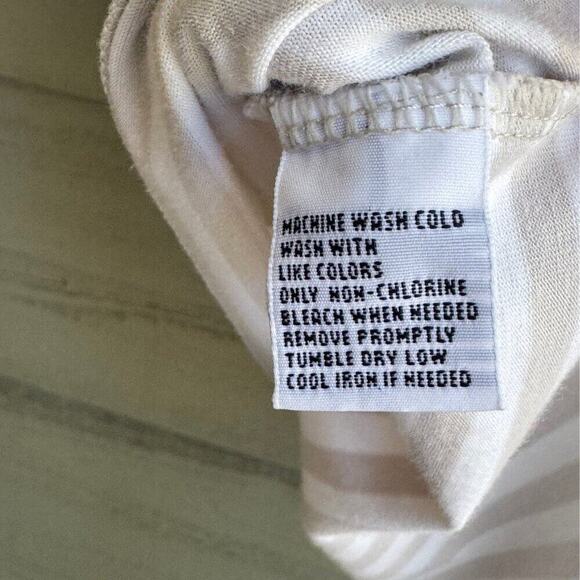 MACHINE WASH COLD
WASH WITH
LIKE COLORS
ONLY NON-CHLORINE
BLEACH WHEN NEEDED
REMOVE PROMPTLY
TUMBLE DRY LOW
COOL IRON IF NEEDED